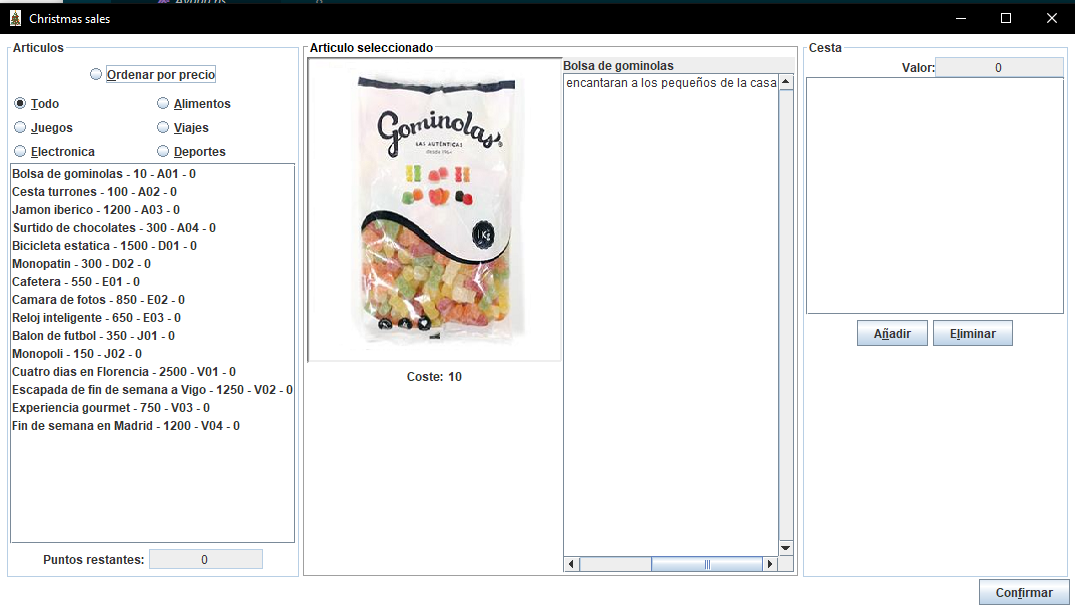 Christmas sales
Articulos
Ordenar por precio
Todo
Alimentos
Juegos
Viajes
Electronica
Deportes
Bolsa de gominolas - 10 - A01 - 0
Cesta turrones - 100 - A02 - 0
Jamon iberico - 1200 - A03 - 0
Surtido de chocolates - 300 - A04 - 0
Bicicleta estatica - 1500 - D01 - 0
Monopatin - 300 - D02 - 0
Cafetera - 550 - E01 - 0
Camara de fotos - 850 - E02 - 0
Reloj inteligente - 650 - E03 - 0
Balon de futbol - 350 - J01 - 0
Monopoli - 150 - J02 - 0
Cuatro dias en Florencia - 2500 - V01 - 0
Escapada de fin de semana a Vigo - 1250 - V02 - 0
Experiencia gourmet - 750 - V03 - 0
Fin de semana en Madrid - 1200 - V04 - 0
Puntos restantes: 0
Articulo seleccionado
Gominolas
LAS AUTÉNTICAS
1Kg
Coste: 10
Bolsa de gominolas
encantaran a los pequeños de la casa
Cesta
Valor: 0
Añadir
Eliminar
Confirmar